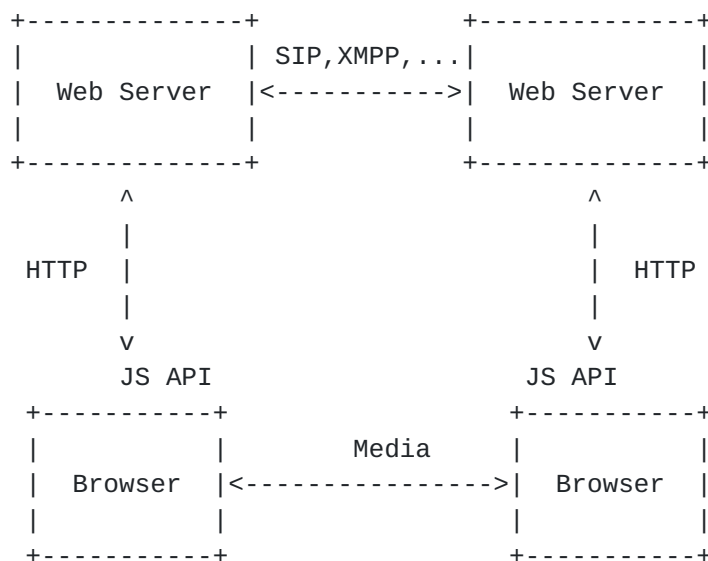 +--------------+                +--------------+
|              | SIP,XMPP,...|              |
|  Web Server  |<----------->|  Web Server  |
|              |             |              |
+--------------+                +--------------+
^                              ^
|                              |
HTTP  |                              |  HTTP
|                              |
v                              v
JS API                         JS API
+-----------+                  +-----------+
|           |       Media      |           |
|  Browser  |<---------------->|  Browser  |
|           |                  |           |
+-----------+                  +-----------+